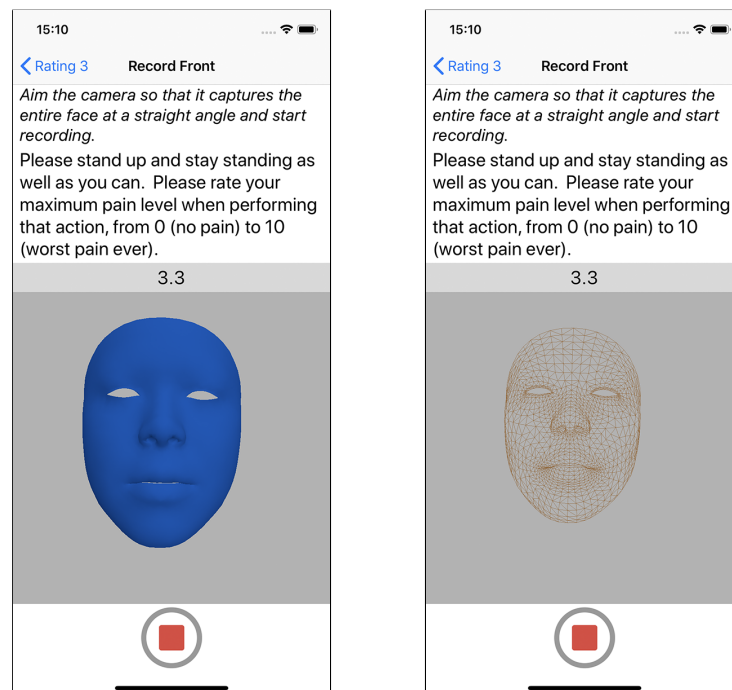 15:10
Rating 3 Record Front
Aim the camera so that it captures the
entire face at a straight angle and start
recording.
Please stand up and stay standing as
well as you can.  Please rate your
maximum pain level when performing
that action, from 0 (no pain) to 10
(worst pain ever).
3.3
15:10
Rating 3 Record Front
Aim the camera so that it captures the
entire face at a straight angle and start
recording.
Please stand up and stay standing as
well as you can.  Please rate your
maximum pain level when performing
that action, from 0 (no pain) to 10
(worst pain ever).
3.3